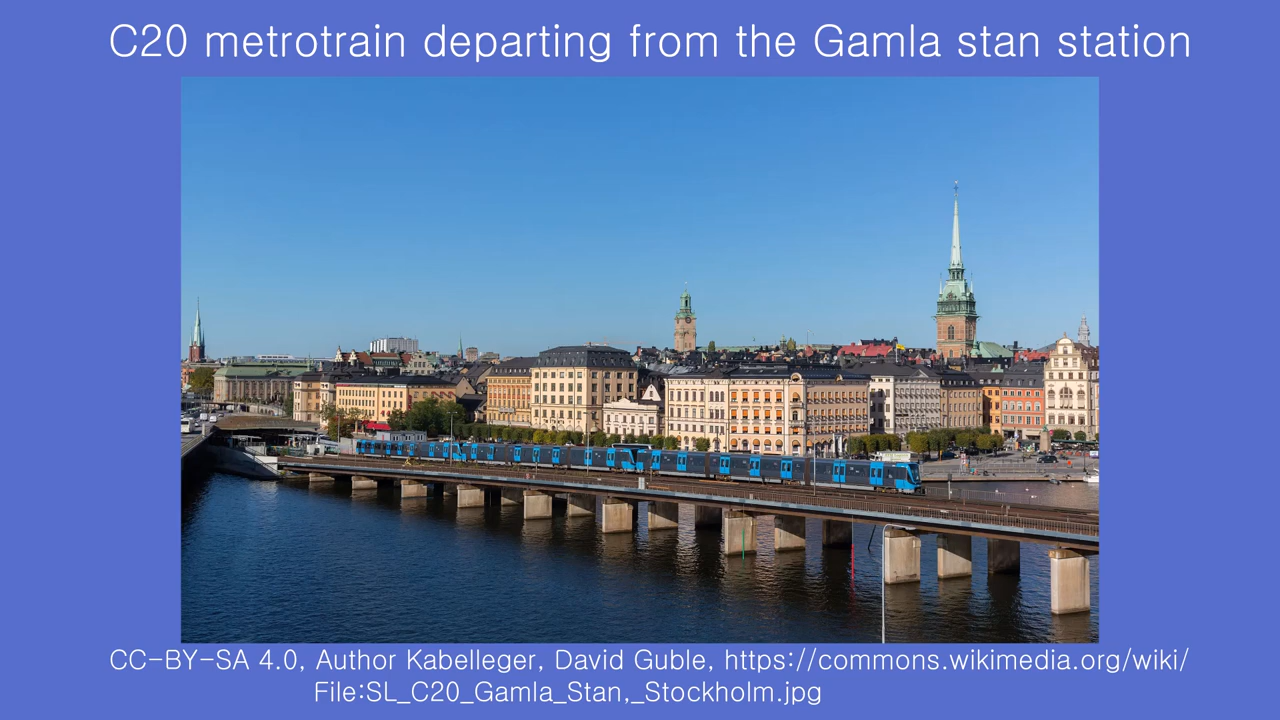 C20 metrotrain departing from the Gamla stan station
CC-BY-SA 4.0, Author Kabelleger, David Guble, https://commons.wikimedia.org/wiki/
File:SL_C20_Gamla_Stan,_Stockholm.jpg